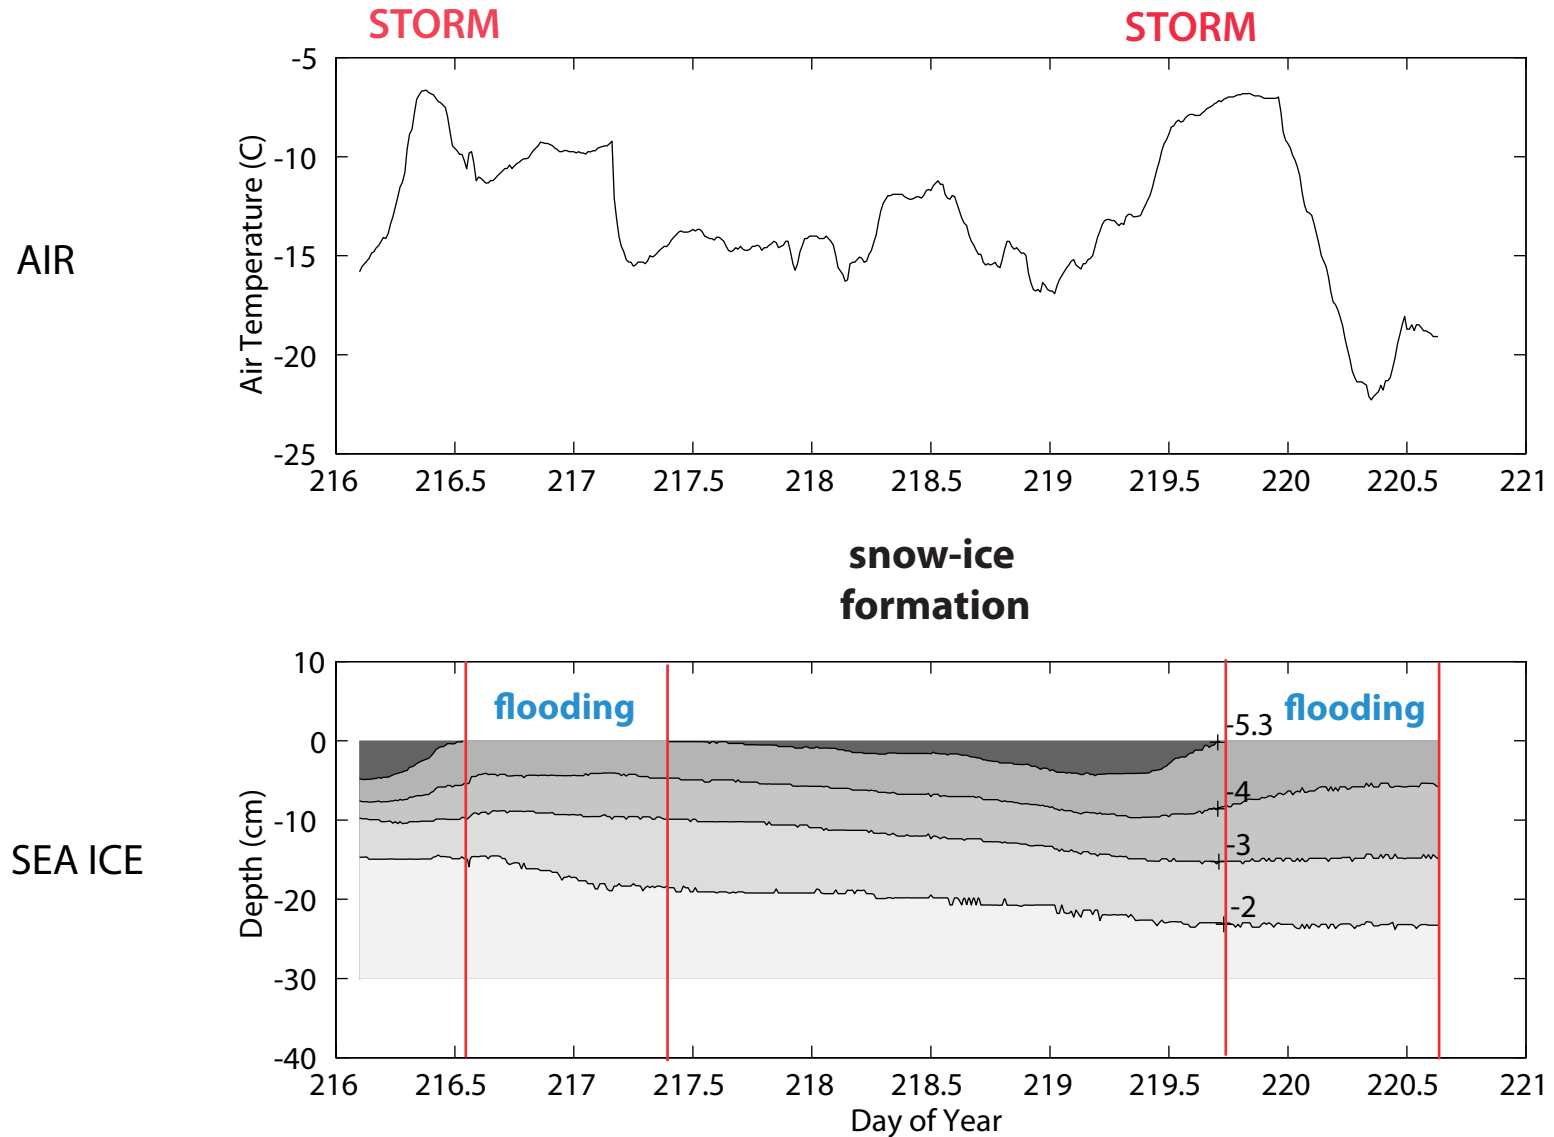 STORM
STORM
AIR
Air Temperature (C)
-5
-10
-15
-20
-25
216 216.5 217 217.5 218 218.5 219 219.5 220 220.5 221
snow-ice
formation
SEA ICE
Depth (cm)
10
0
-10
-20
-30
-40
flooding
flooding
-5.3
-4
-3
-2
216 216.5 217 217.5 218 218.5 219 219.5 220 220.5 221
Day of Year